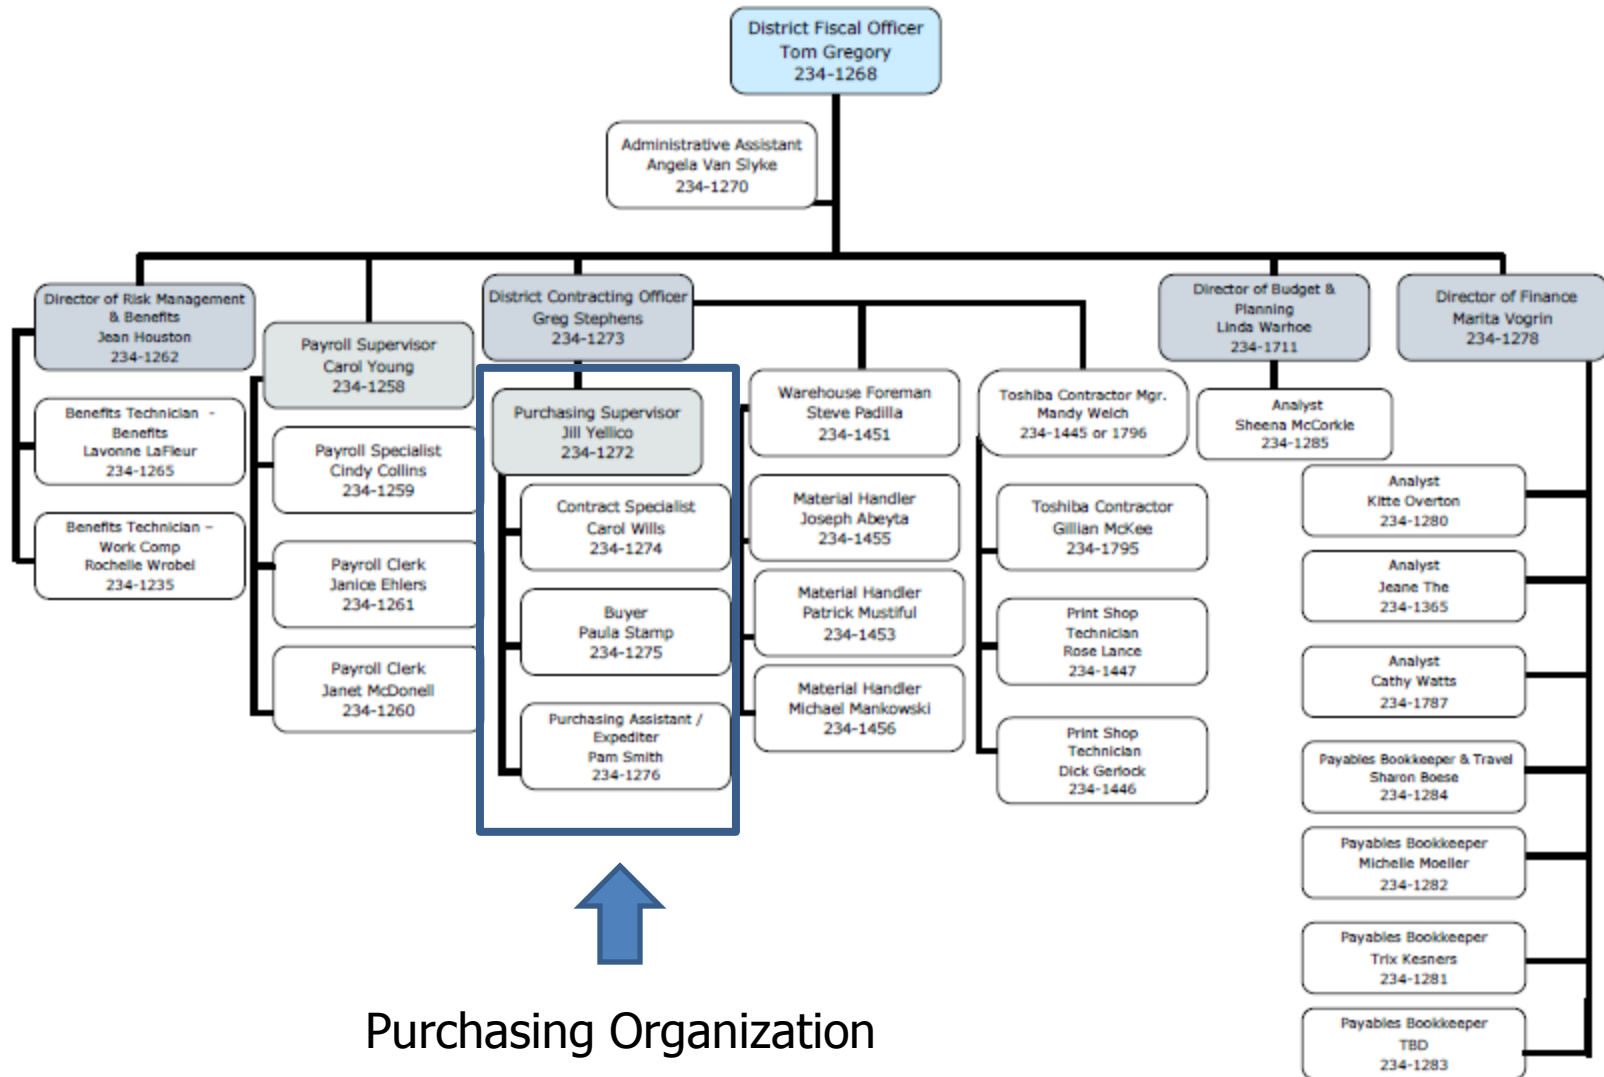 District Fiscal Officer
Tom Gregory
234-1268
Administrative Assistant
Angela Van Slyke
234-1270
Director of Risk Management
& Benefits
Jean Houston
234-1262
Benefits Technician -
Benefits
Lavonne LaFleur
234-1265
Benefits Technician –
Work Comp
Rochelle Wrobel
234-1235
Payroll Supervisor
Carol Young
234-1258
Payroll Specialist
Cindy Collins
234-1259
Payroll Clerk
Janice Ehlers
234-1261
Payroll Clerk
Janet McDonell
234-1260
District Contracting Officer
Greg Stephens
234-1273
Purchasing Supervisor
Jill Yellico
234-1272
Contract Specialist
Carol Wills
234-1274
Buyer
Paula Stamp
234-1275
Purchasing Assistant /
Expediter
Pam Smith
234-1276
Warehouse Foreman
Steve Padilla
234-1451
Material Handler
Joseph Abeyta
234-1455
Material Handler
Patrick Mustiful
234-1453
Material Handler
Michael Mankowski
234-1456
Toshiba Contractor Mgr.
Mandy Welch
234-1445 or 1796
Toshiba Contractor
Gillian McKee
234-1795
Print Shop
Technician
Rose Lance
234-1447
Print Shop
Technician
Dick Gerlock
234-1446
Director of Budget &
Planning
Linda Warhoe
234-1711
Analyst
Sheena McCorkle
234-1285
Director of Finance
Marita Vogrin
234-1278
Analyst
Kitte Overton
234-1280
Analyst
Jeane The
234-1365
Analyst
Cathy Watts
234-1787
Payables Bookkeeper & Travel
Sharon Boese
234-1284
Payables Bookkeeper
Michelle Moeller
234-1282
Payables Bookkeeper
Trix Kesners
234-1281
Payables Bookkeeper
TBD
234-1283
Purchasing Organization